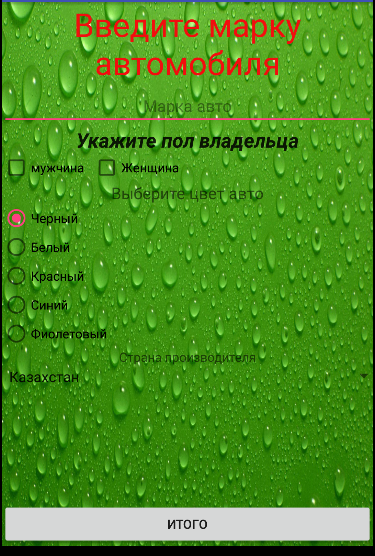 Введите марку
автомобиля
Марка авто
Укажите пол владельца
мужчина Женщина
Выберите цвет авто
Черный
Белый
Красный
Синий
Фиолетовый
Страна производителя
Казахстан
итого